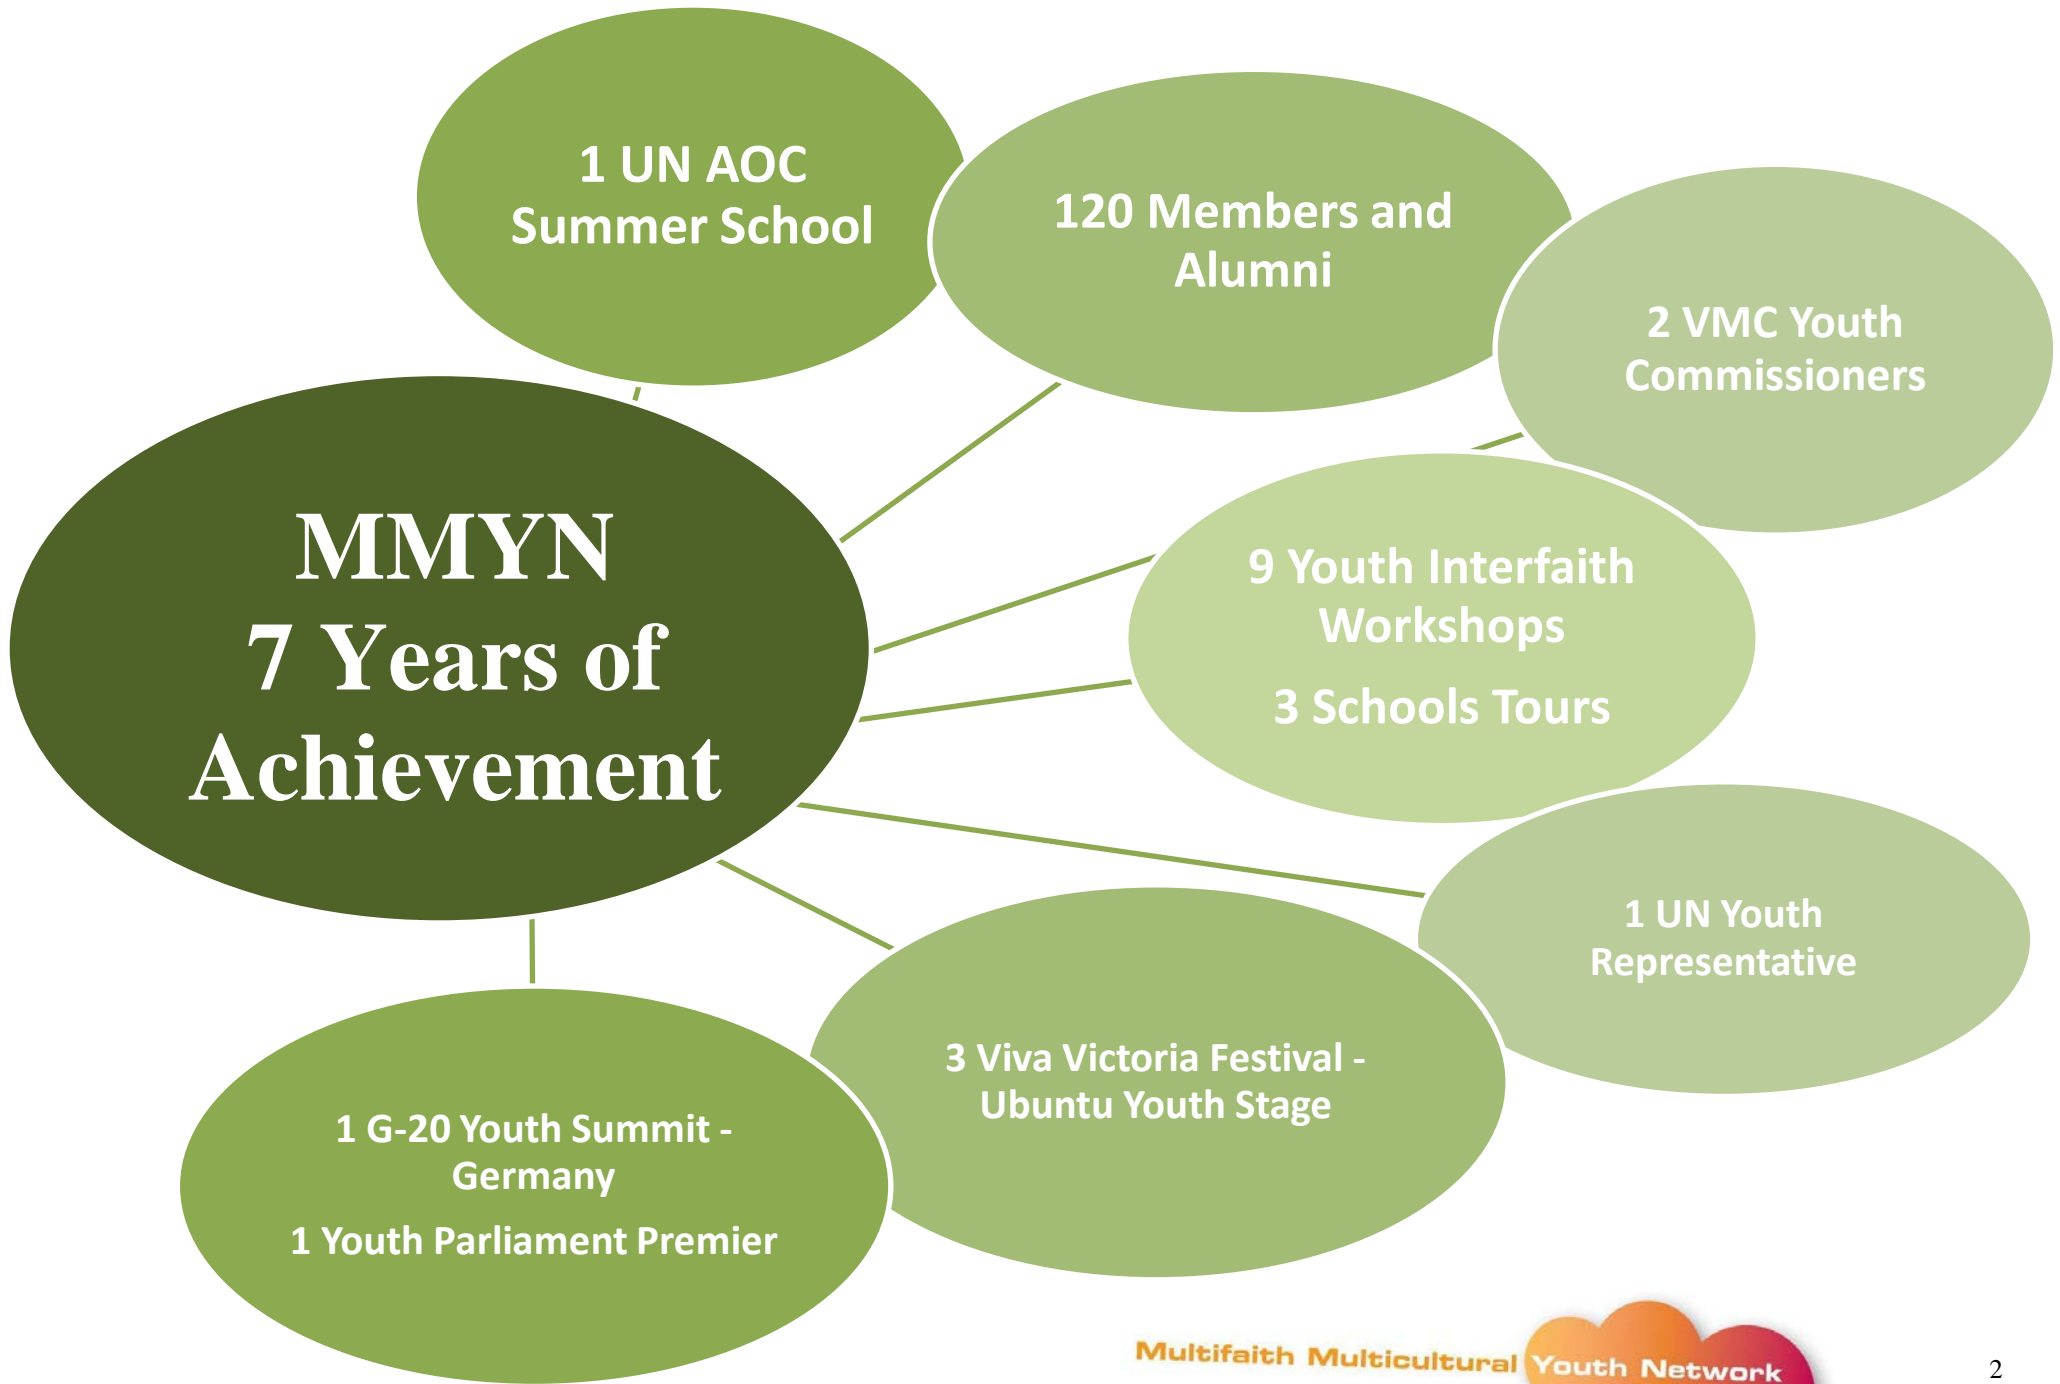 1 UN AOC
Summer School
120 Members and
Alumni
2 VMC Youth
Commissioners
MMYN
7 Years of
Achievement
9 Youth Interfaith
Workshops
3 Schools Tours
1 UN Youth
Representative
3 Viva Victoria Festival -
Ubuntu Youth Stage
1 G-20 Youth Summit -
Germany
1 Youth Parliament Premier
Multifaith Multicultural Youth Network
2